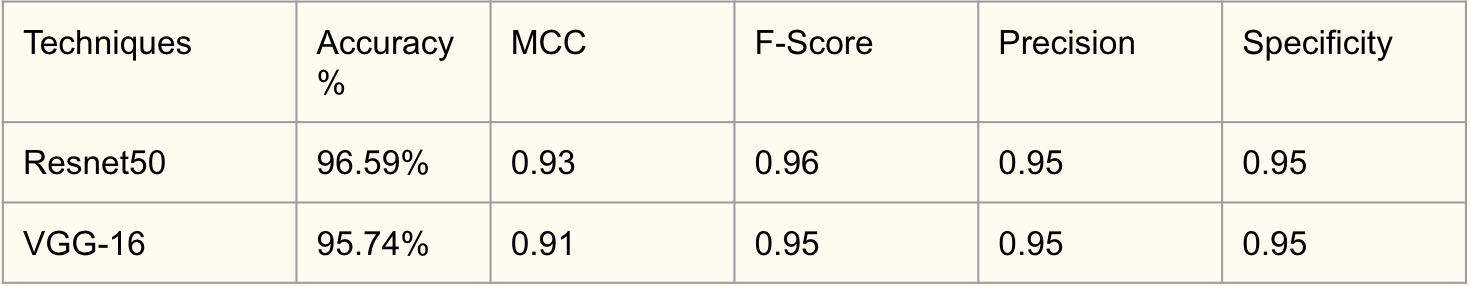 Techniques Accuracy MCC F-Score Precision Specificity
%
Resnet50 96.59% 0.93 0.96 0.95 0.95
VGG-16 95.74% 0.91 0.95 0.95 0.95